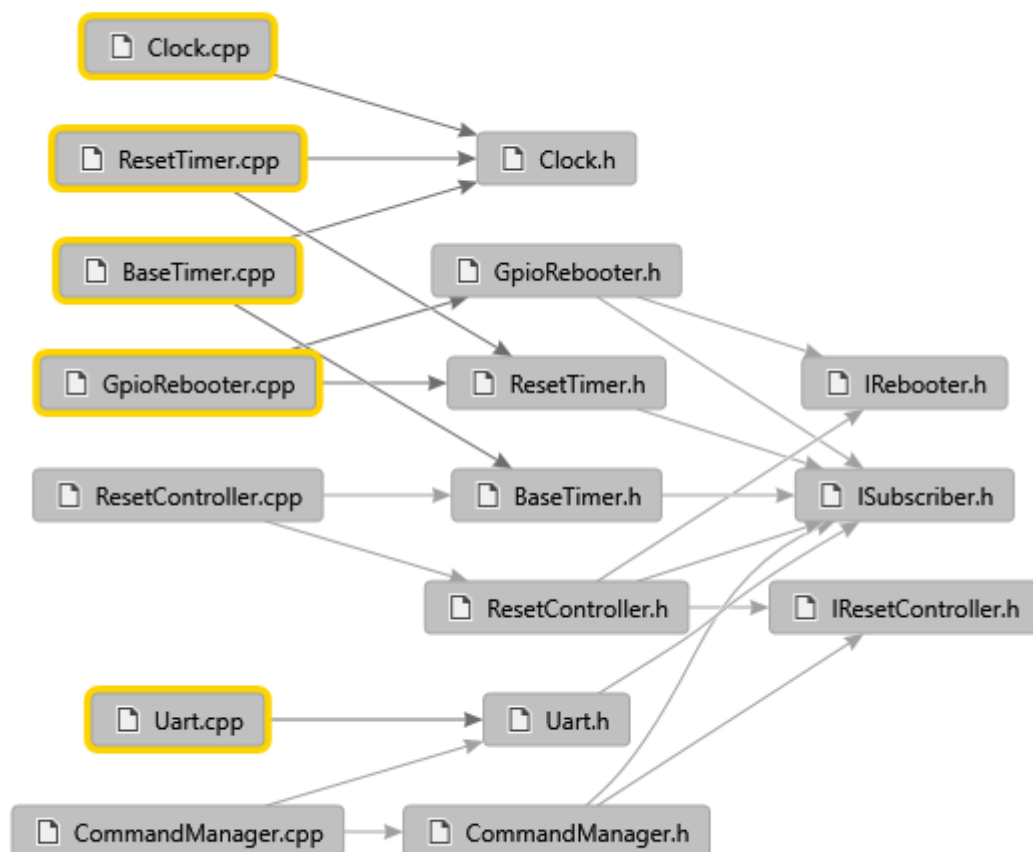 Clock.cpp
ResetTimer.cpp
Clock.h
BaseTimer.cpp
GpioRebooter.h
GpioRebooter.cpp
ResetTimer.h
IRebooter.h
ResetController.cpp
BaseTimer.h
ISubscriber.h
ResetController.h
IResetController.h
Uart.cpp
Uart.h
CommandManager.cpp
CommandManager.h